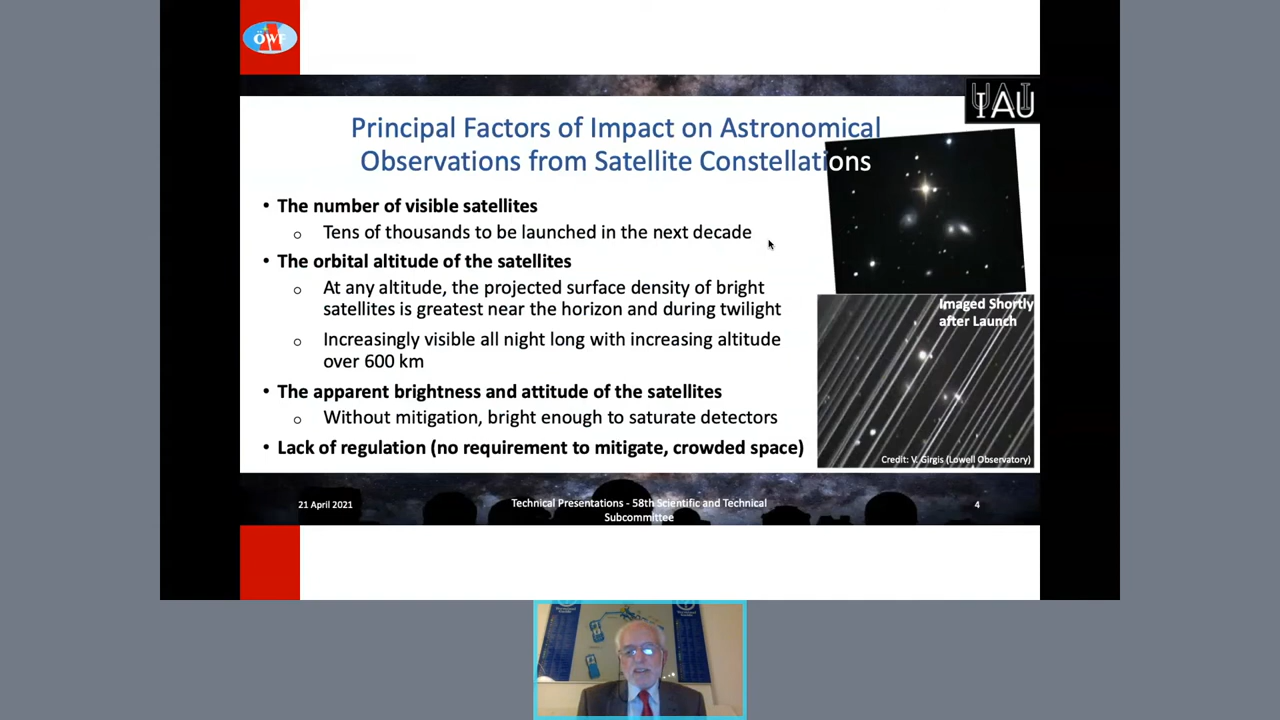 ÖWF
IAU
Principal Factors of Impact on Astronomical
Observations from Satellite Constellations
• The number of visible satellites
o Tens of thousands to be launched in the next decade
• The orbital altitude of the satellites
o At any altitude, the projected surface density of bright
satellites is greatest near the horizon and during twilight
o Increasingly visible all night long with increasing altitude
over 600 km
• The apparent brightness and attitude of the satellites
o Without mitigation, bright enough to saturate detectors
• Lack of regulation (no requirement to mitigate, crowded space)
Imaged Shortly
after Launch
Credit: V. Girgis (Lowell Observatory)
21 April 2021
Technical Presentations - 58th Scientific and Technical
Subcommittee
4